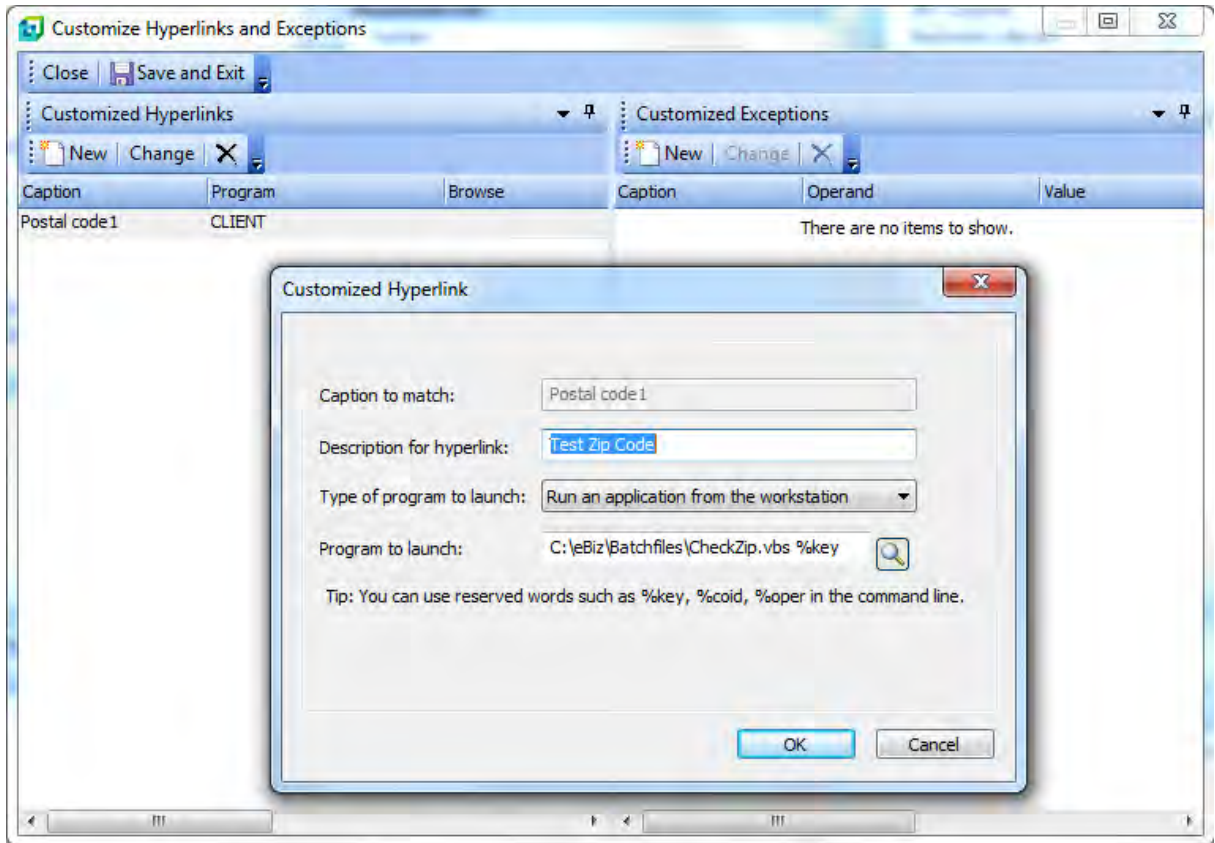 Customize Hyperlinks and Exceptions
Close Save and Exit
Customized Hyperlinks Customized Exceptions
New Change New Change
Caption Program Browse Caption Operand Value
Postal code1 CLIENT There are no items to show.
Customized Hyperlink
Caption to match: Postal code1
Description for hyperlink: Test Zip Code
Type of program to launch: Run an application from the workstation
Program to launch: C:\eBiz\Batchfiles\CheckZip.vbs %key
Tip: You can use reserved words such as %key, %coid, %oper in the command line.
OK Cancel